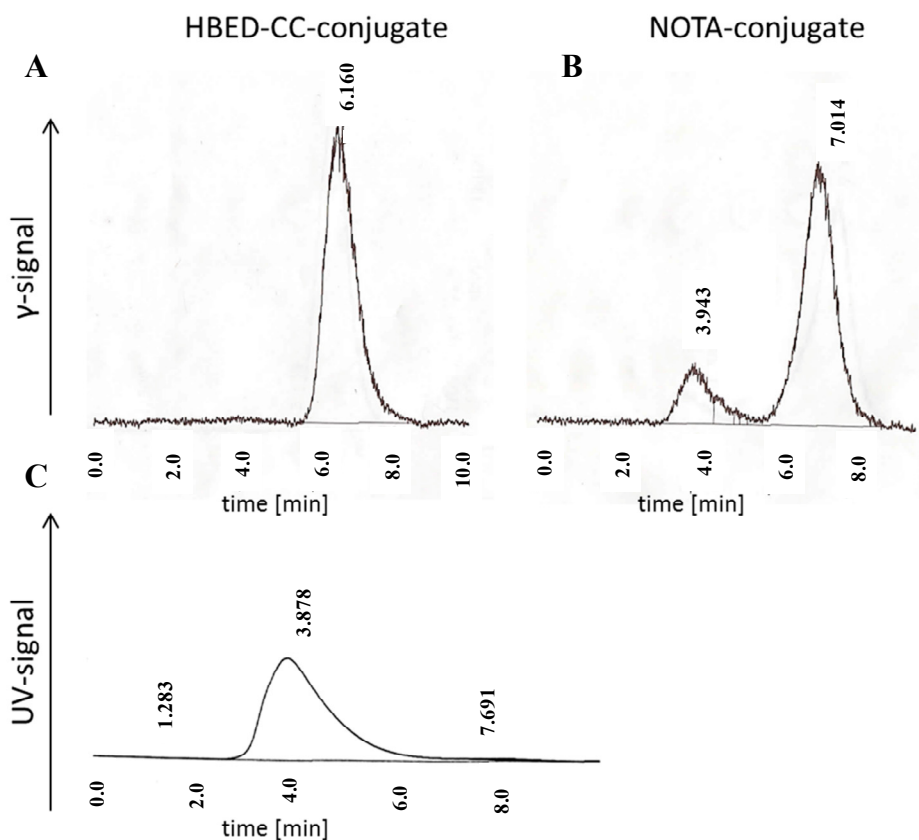 HBED-CC-conjugate
NOTA-conjugate
A
B
6.160
3.943
7.014
γ-signal
0.0 2.0 4.0 6.0 8.0 10.0
0.0 2.0 4.0 6.0 8.0
time [min]
time [min]
C
UV-signal
1.283
3.878
7.691
0.0 2.0 4.0 6.0 8.0
time [min]